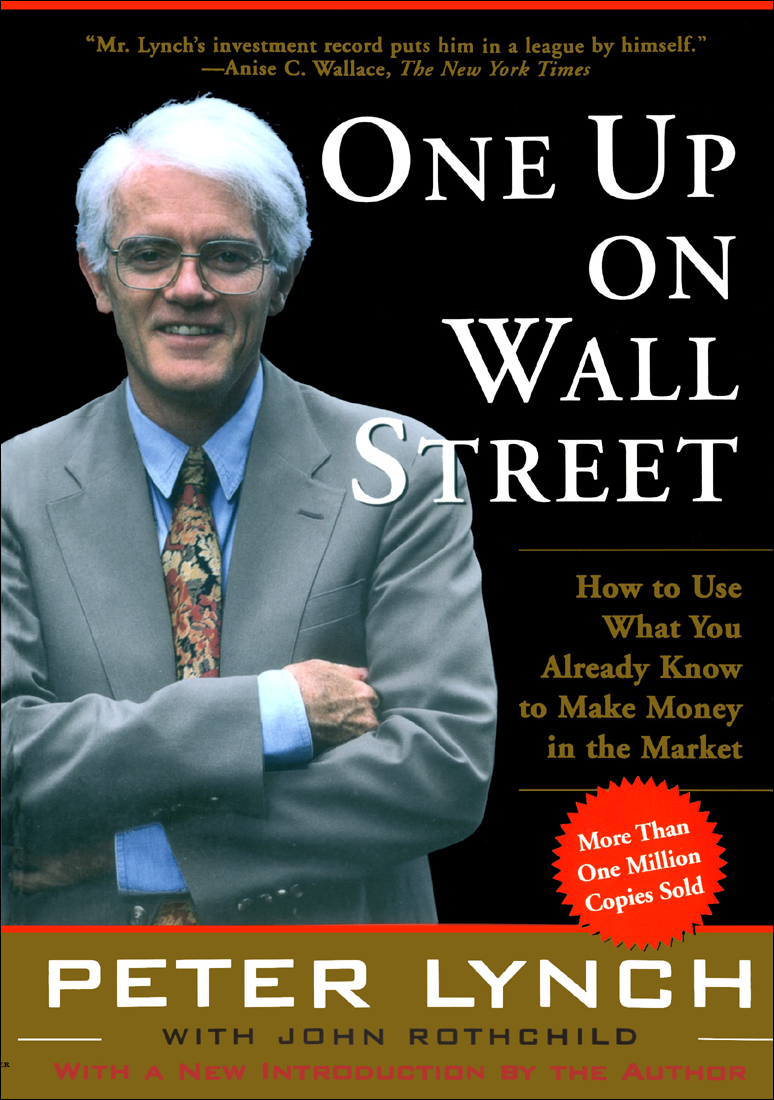 “Mr. Lynch’s investment record puts him in a league by himself.”
—Anise C. Wallace, The New York Times
ONE UP
ON
WALL
STREET
How to Use
What You
Already Know
to Make Money
in the Market
More Than
One Million
Copies Sold
PETER LYNCH
WITH JOHN ROTHCHILD
WITH A NEW INTRODUCTION BY THE AUTHOR